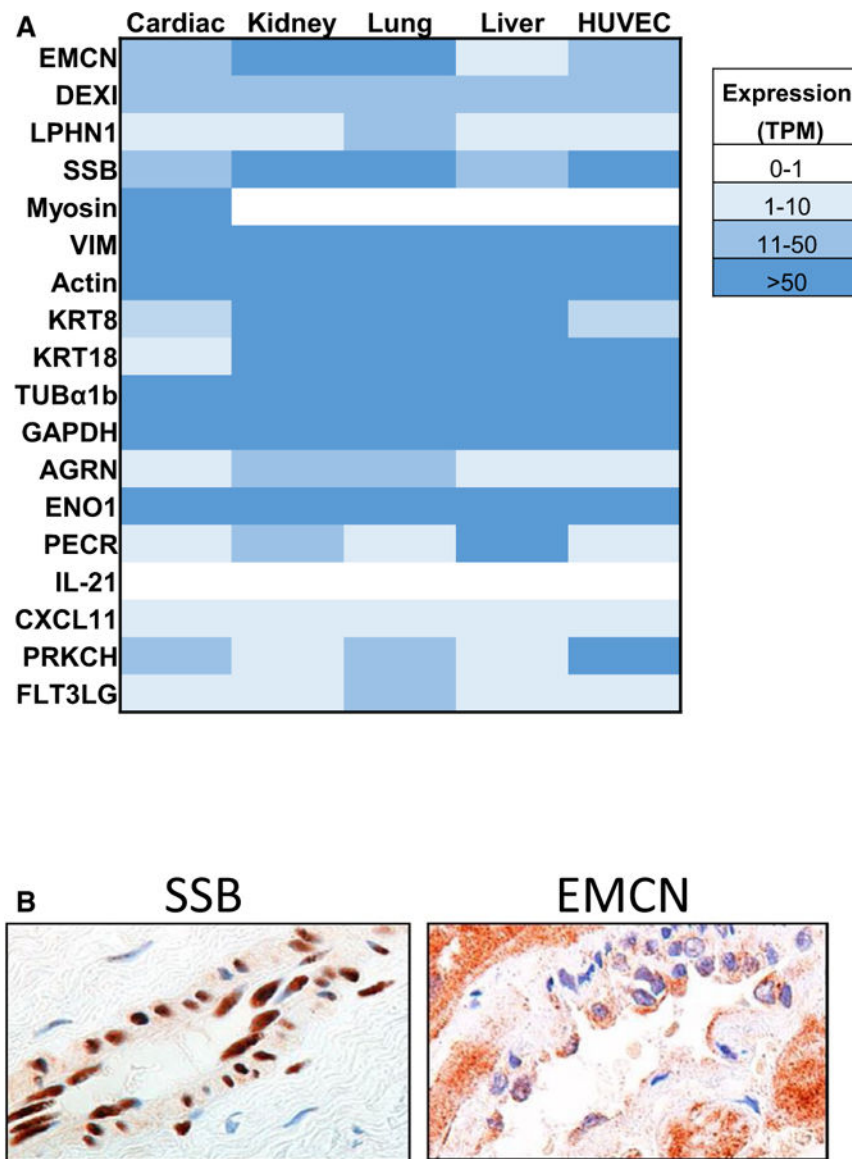 A
Cardiac Kidney Lung Liver HUVEC
EMCN
DEXI
LPHN1
SSB
Myosin
VIM
Actin
KRT8
KRT18
TUBα1b
GAPDH
AGRN
ENO1
PECR
IL-21
CXCL11
PRKCH
FLT3LG
Expression
(TPM)
0-1
1-10
11-50
>50
B
SSB
EMCN